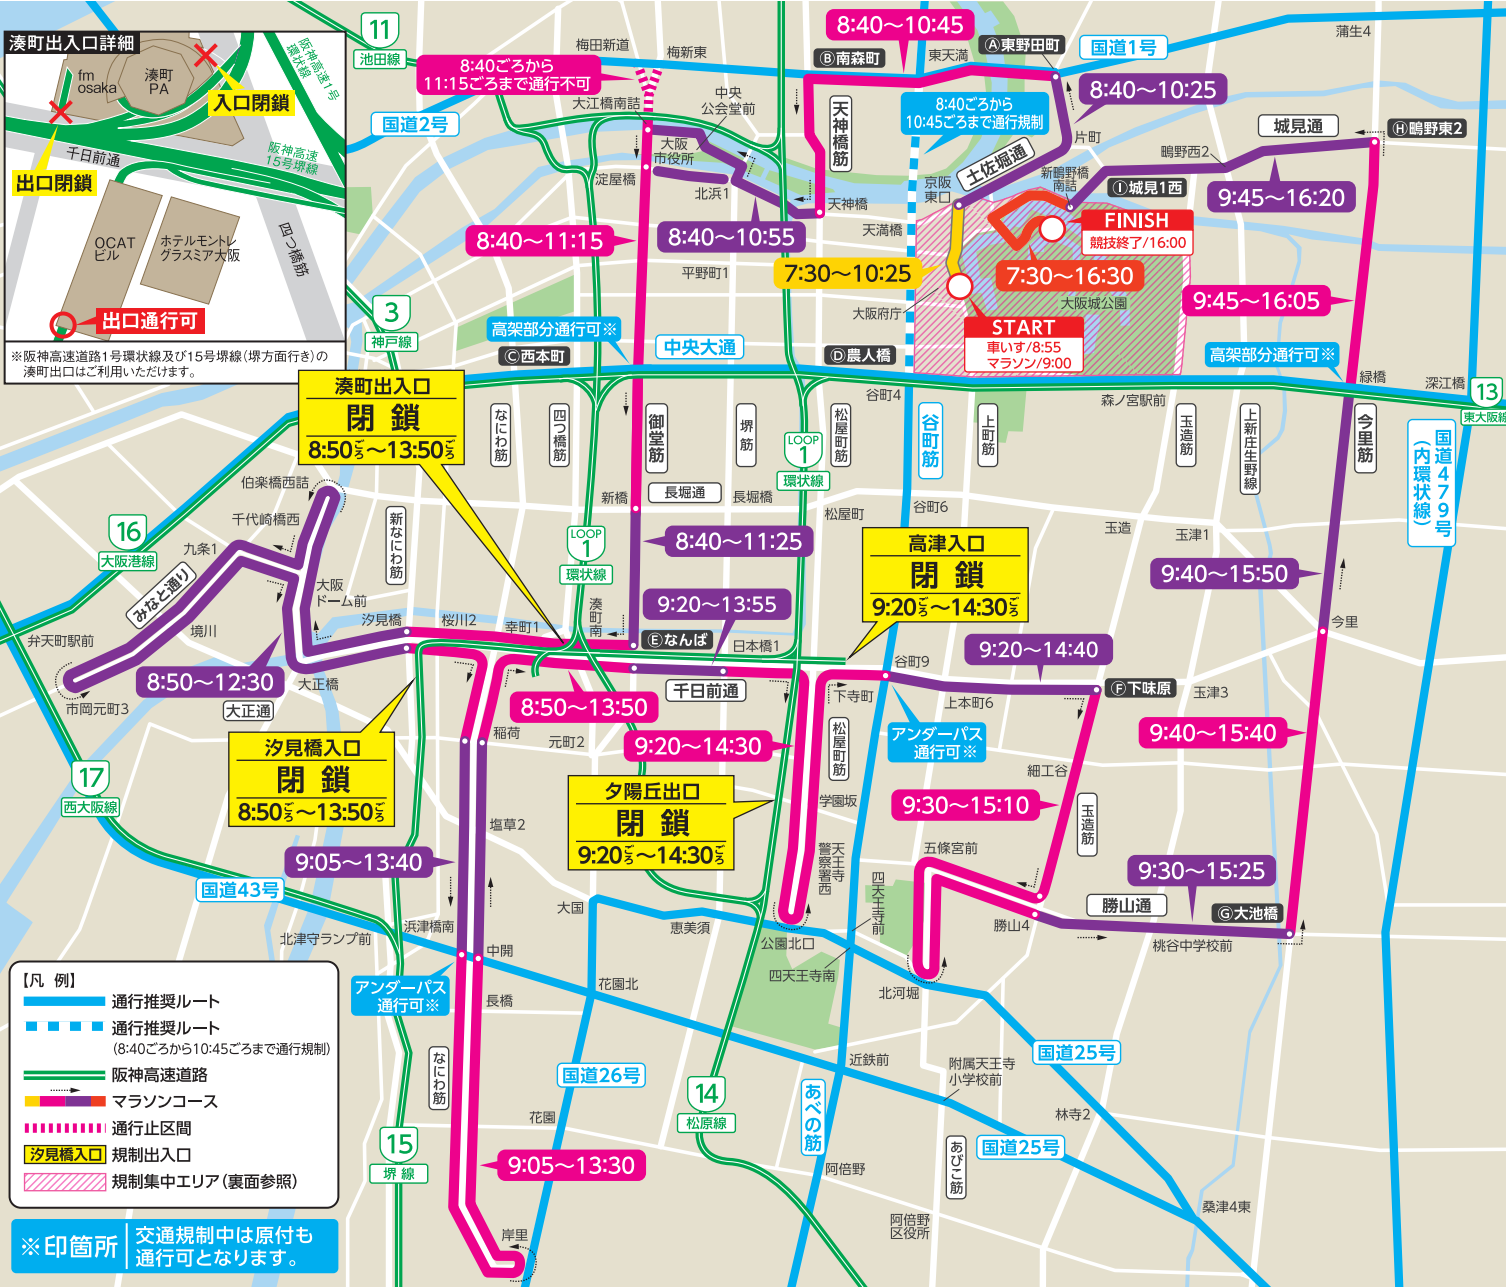 湊町出入口詳細
fm
osaka
湊町
PA
入口閉鎖
出口閉鎖
阪神高速1号
環状線
阪神高速
15号堺線
千日前通
四つ橋筋
OCAT
ビル
ホテルモントレ
グラスミア大阪
出口通行可
※阪神高速道路1号環状線及び15号堺線(堺方面行き)の
湊町出口はご利用いただけます。
11
池田線
梅田新道
梅新東
8:40ごろから
11:15ごろまで通行不可
大江橋南詰
中央
公会堂前
国道2号
大阪
市役所
淀屋橋
北浜1
8:40〜11:15
8:40〜10:55
平野町1
8:40〜10:45
Ⓑ南森町
東天満
Ⓐ東野田町
国道1号
蒲生4
天神橋筋
8:40ごろから
10:45ごろまで通行規制
8:40〜10:25
片町
土佐堀通
京阪
東口
天神橋
天満橋
新鴫野橋
南詰
鴫野西2
城見通
Ⓗ鴫野東2
Ⓘ城見1西
9:45〜16:20
FINISH
競技終了/16:00
7:30〜10:25
7:30〜16:30
大阪府庁
大阪城公園
9:45〜16:05
START
車いす/8:55
マラソン/9:00
3
神戸線
高架部分通行可※
Ⓒ西本町
中央大通
Ⓓ農人橋
高架部分通行可※
緑橋
深江橋
13
東大阪線
谷町4
森ノ宮駅前
湊町出入口
閉鎖
8:50ごろ〜13:50ごろ
なにわ筋
四つ橋筋
御堂筋
堺筋
LOOP
1
環状線
松屋町筋
谷町筋
上町筋
玉造筋
上新庄生野線
今里筋
国道479号
(内環状線)
伯楽橋西詰
千代崎橋西
九条1
新なにわ筋
16
大阪港線
みなと通り
大阪
ドーム前
境川
弁天町駅前
市岡元町3
8:50〜12:30
大正通
大正橋
汐見橋
桜川2
幸町1
湊町南
LOOP
1
環状線
新橋
長堀通
長堀橋
松屋町
谷町6
玉造
玉津1
8:40〜11:25
高津入口
閉鎖
9:20ごろ〜14:30ごろ
9:40〜15:50
9:20〜13:55
Ⓔなんば
日本橋1
谷町9
9:20〜14:40
今里
千日前通
8:50〜13:50
下寺町
上本町6
Ⓕ下味原
玉津3
アンダーパス
通行可※
9:40〜15:40
汐見橋入口
閉鎖
8:50ごろ〜13:50ごろ
稲荷
元町2
9:20〜14:30
松屋町筋
細工谷
17
西大阪線
夕陽丘出口
閉鎖
9:20ごろ〜14:30ごろ
学園坂
9:30〜15:10
玉造筋
塩草2
9:05〜13:40
国道43号
天王寺
警察署西
五條宮前
9:30〜15:25
四天王寺前
勝山通
Ⓖ大池橋
勝山4
桃谷中学校前
大国
恵美須
公園北口
四天王寺南
北河堀
浜津橋南
北津守ランプ前
中開
アンダーパス
通行可※
長橋
花園北
なにわ筋
国道26号
花園
14
松原線
近鉄前
あべの筋
附属天王寺
小学校前
国道25号
林寺2
国道25号
あびこ筋
15
堺線
9:05〜13:30
阿倍野
阿倍野
区役所
桑津4東
岸里
【凡例】
通行推奨ルート
通行推奨ルート
(8:40ごろから10:45ごろまで通行規制)
阪神高速道路
マラソンコース
通行止区間
汐見橋入口 規制出入口
規制集中エリア(裏面参照)
※印箇所 交通規制中は原付も
通行可となります。